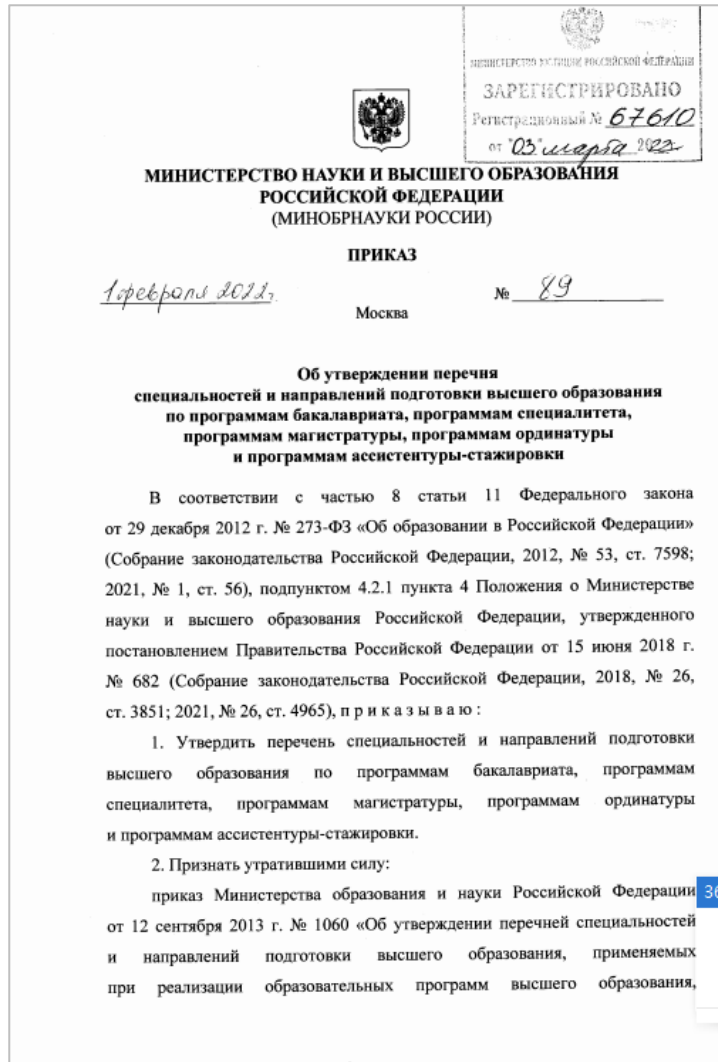 МИНИСТЕРСТВО ЮСТИЦИИ РОССИЙСКОЙ ФЕДЕРАЦИИ
ЗАРЕГИСТРИРОВАНО
Регистрационный № 67610
от "03" марта 2022
МИНИСТЕРСТВО НАУКИ И ВЫСШЕГО ОБРАЗОВАНИЯ
РОССИЙСКОЙ ФЕДЕРАЦИИ
(МИНОБРНАУКИ РОССИИ)
ПРИКАЗ
1 февраля 2022 г.
№ 89
Москва
Об утверждении перечня
специальностей и направлений подготовки высшего образования
по программам бакалавриата, программам специалитета,
программам магистратуры, программам ординатуры
и программам ассистентуры-стажировки
В соответствии с частью 8 статьи 11 Федерального закона
от 29 декабря 2012 г. № 273-ФЗ «Об образовании в Российской Федерации»
(Собрание законодательства Российской Федерации, 2012, № 53, ст. 7598;
2021, № 1, ст. 56), подпунктом 4.2.1 пункта 4 Положения о Министерстве
науки и высшего образования Российской Федерации, утвержденного
постановлением Правительства Российской Федерации от 15 июня 2018 г.
№ 682 (Собрание законодательства Российской Федерации, 2018, № 26,
ст. 3851; 2021, № 26, ст. 4965), п р и к а з ы в а ю :
1. Утвердить перечень специальностей и направлений подготовки
высшего образования по программам бакалавриата, программам
специалитета, программам магистратуры, программам ординатуры
и программам ассистентуры-стажировки.
2. Признать утратившими силу:
приказ Министерства образования и науки Российской Федерации
36
от 12 сентября 2013 г. № 1060 «Об утверждении перечней специальностей
и направлений подготовки высшего образования, применяемых
при реализации образовательных программ высшего образования,